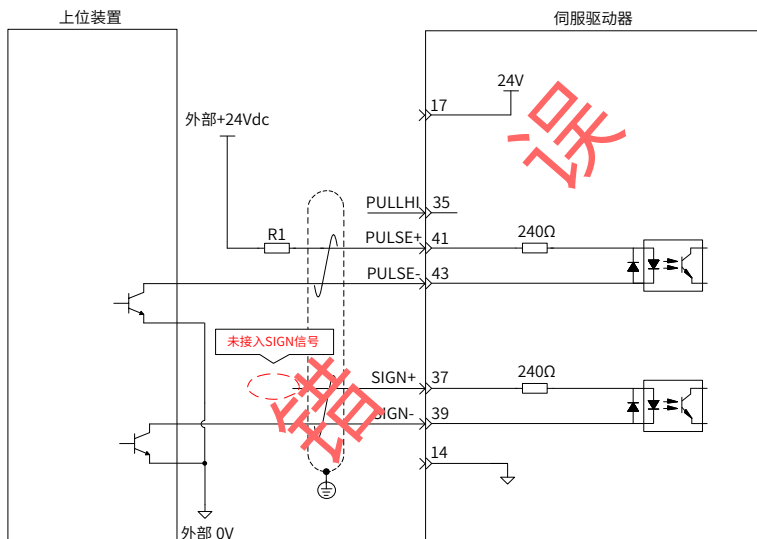 上位装置
伺服驱动器
24V
17
外部+24Vdc
误
PULLHI
35
R1
PULSE+
41
240Ω
PULSE-
43
未接入SIGN信号
SIGN+
37
240Ω
错
SIGN-
39
14
外部 0V